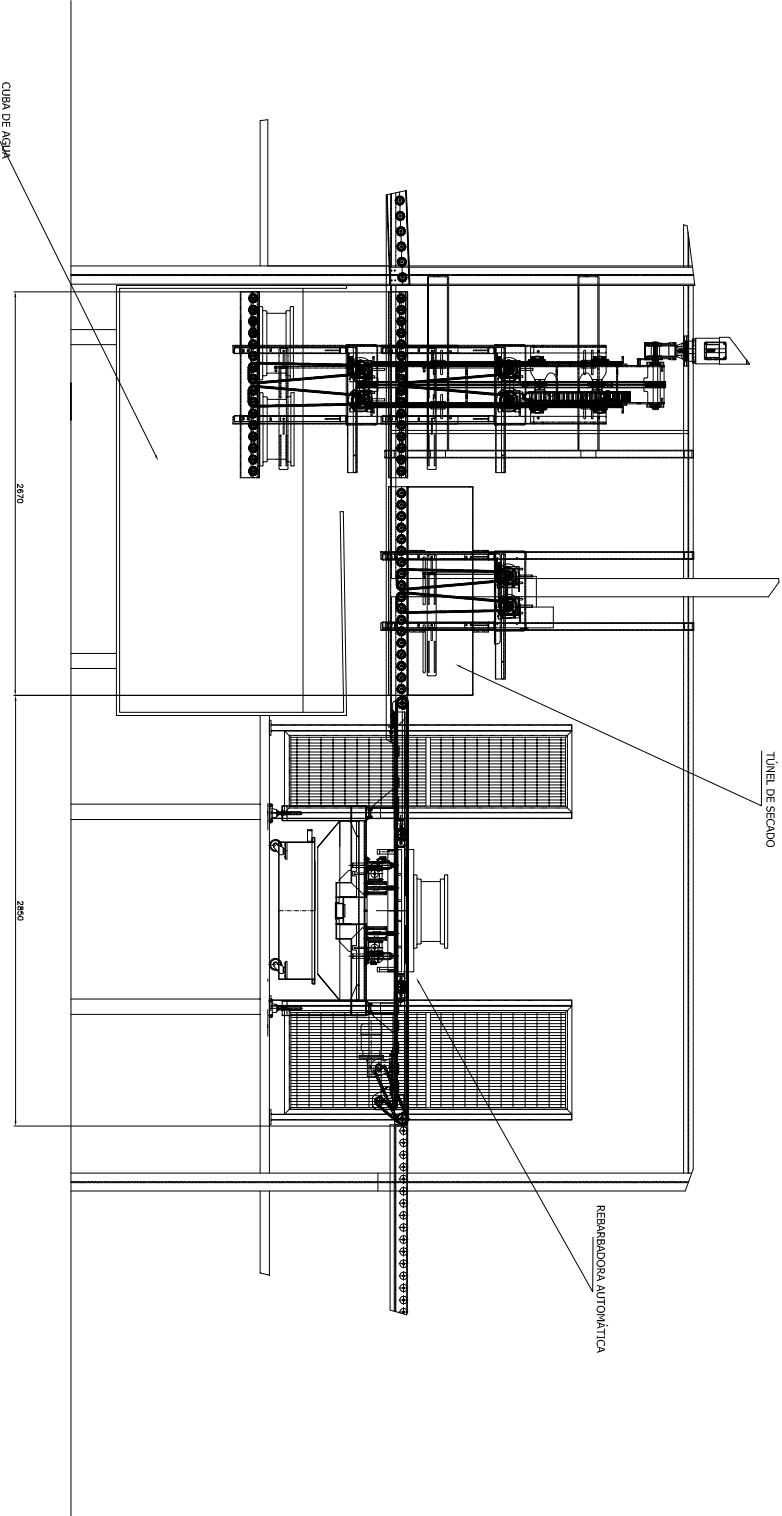 CUBA DE AGUA
2670
2850
TÚNEL DE SECADO
REBARBADORA AUTOMÁTICA